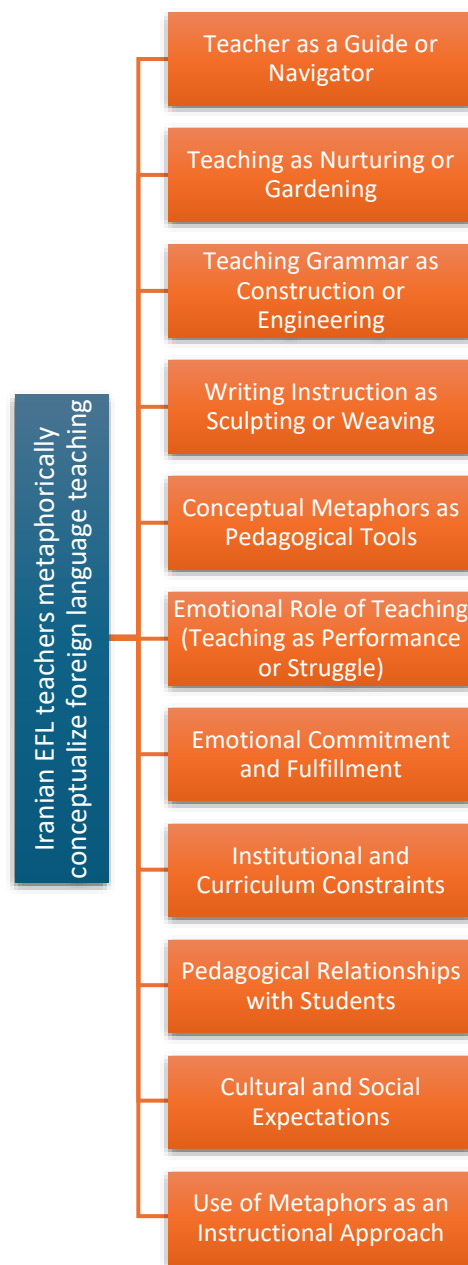 Iranian EFL teachers metaphorically
conceptualize foreign language teaching
Teacher as a Guide or
Navigator
Teaching as Nurturing or
Gardening
Teaching Grammar as
Construction or
Engineering
Writing Instruction as
Sculpting or Weaving
Conceptual Metaphors as
Pedagogical Tools
Emotional Role of Teaching
(Teaching as Performance
or Struggle)
Emotional Commitment
and Fulfillment
Institutional and
Curriculum Constraints
Pedagogical Relationships
with Students
Cultural and Social
Expectations
Use of Metaphors as an
Instructional Approach